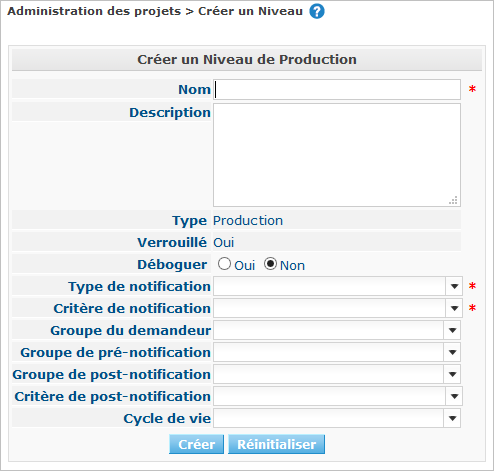 Administration des projets > Créer un Niveau ?
Créer un Niveau de Production
Nom *
Description
Type Production
Verrouillé Oui
Déboguer Oui Non
Type de notification *
Critère de notification *
Groupe du demandeur
Groupe de pré-notification
Groupe de post-notification
Critère de post-notification
Cycle de vie
Créer Réinitialiser